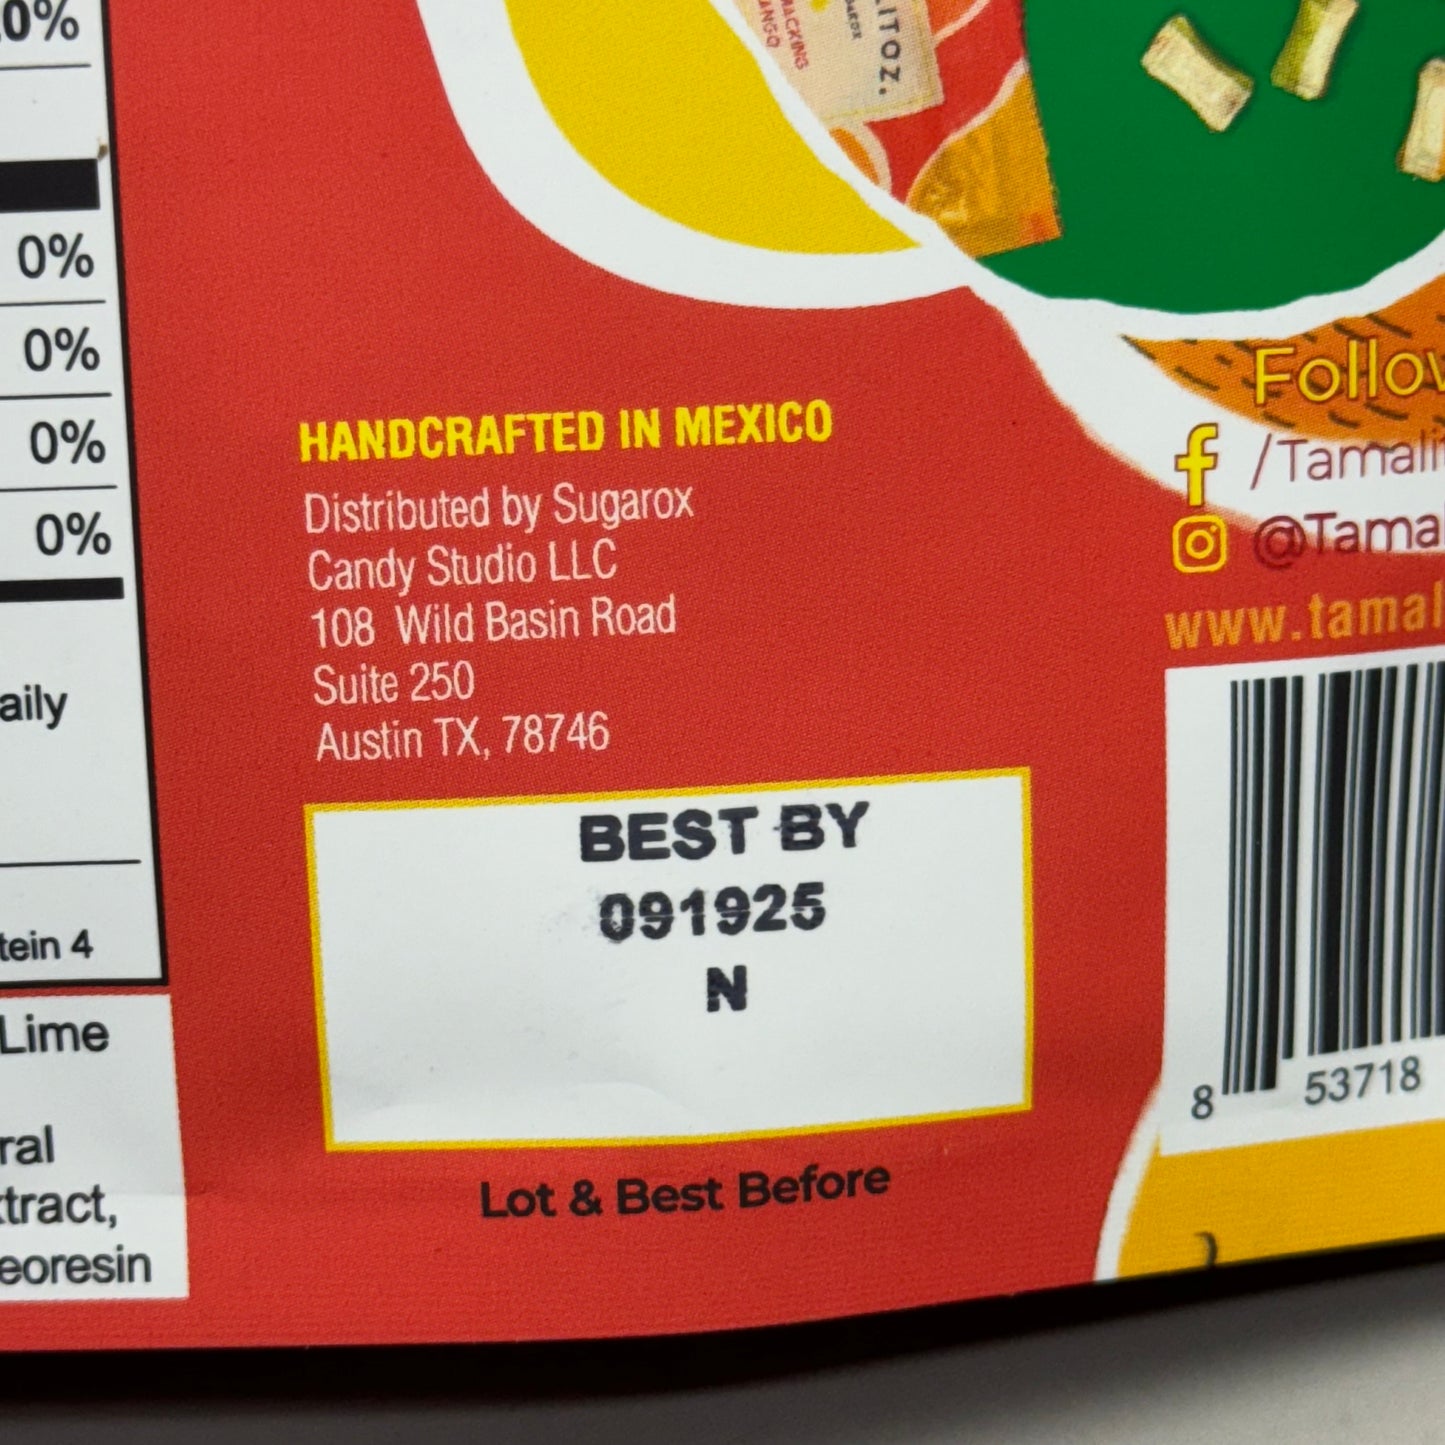 0%
0%
0%
0%
0%
aily
tein 4
Lime
ral
tract,
eoresin
ITOZ.
HANDCRAFTED IN MEXICO
Distributed by Sugarox
Candy Studio LLC
108 Wild Basin Road
Suite 250
Austin TX, 78746
BEST BY
091925
N
Lot & Best Before
Follow
/Tamali
@Tama
www.tamal
8 53718